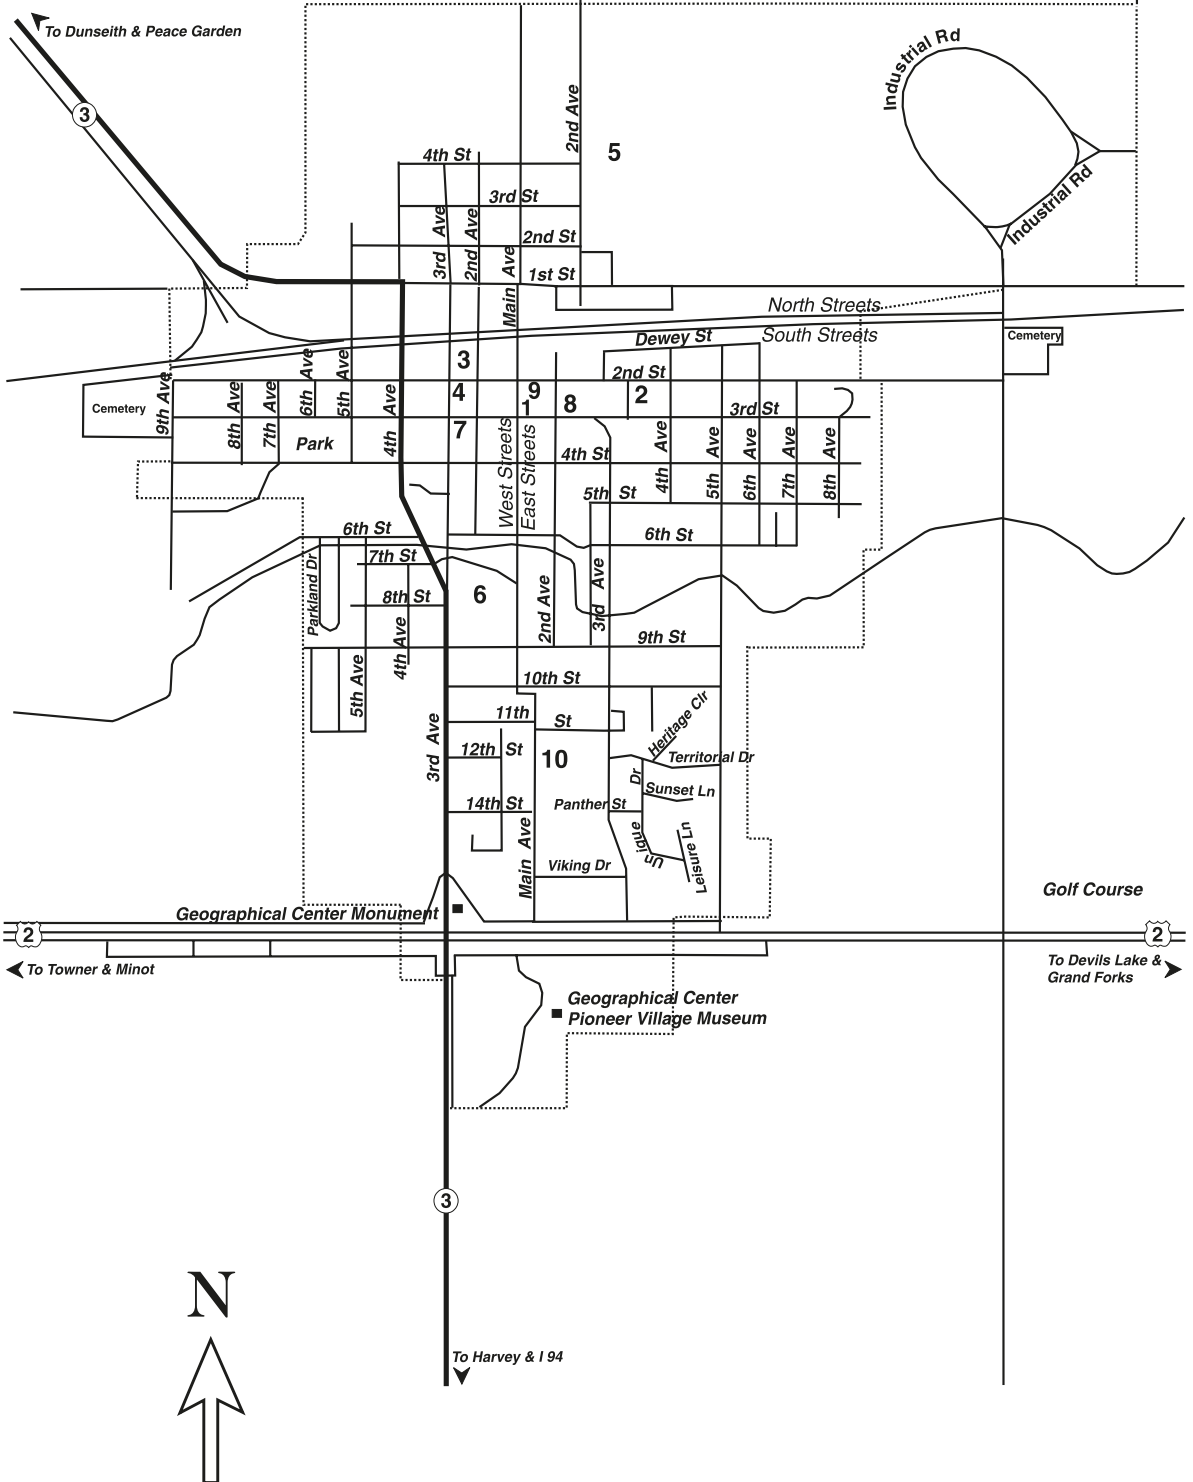 To Dunseith & Peace Garden
3
Industrial Rd
Industrial Rd
2nd Ave
5
4th St
3rd St
3rd Ave
2nd Ave
2nd St
Main Ave
1st St
North Streets
South Streets
Dewey St
Cemetery
3
2nd St
4
9
1
8
2
Cemetery
9th Ave
8th Ave
7th Ave
6th Ave
5th Ave
4th Ave
3rd St
Park
7
West Streets
East Streets
4th St
4th Ave
5th Ave
6th Ave
7th Ave
8th Ave
5th St
6th St
6th St
7th St
Parkland Dr
8th St
6
2nd Ave
3rd Ave
4th Ave
9th St
5th Ave
10th St
11th St
3rd Ave
12th St
10
Heritage Clr
Territorial Dr
Sunset Ln
14th St
Panther St
Unique Dr
Leisure Ln
Main Ave
Viking Dr
Geographical Center Monument
Golf Course
2
2
To Towner & Minot
To Devils Lake &
Grand Forks
Geographical Center
Pioneer Village Museum
3
N
To Harvey & I 94